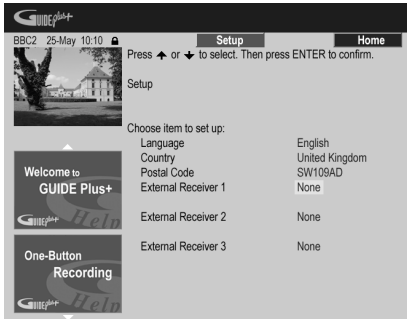 GUIDE Plus+
BBC2 25-May 10:10 Setup Home
Press ↑ or ↓ to select. Then press ENTER to confirm.
Setup
Choose item to set up:
Language English
Country United Kingdom
Postal Code SW109AD
External Receiver 1 None
External Receiver 2 None
External Receiver 3 None
Welcome to
GUIDE Plus+
GUIDE Plus+ Help
One-Button
Recording
GUIDE Plus+ Help